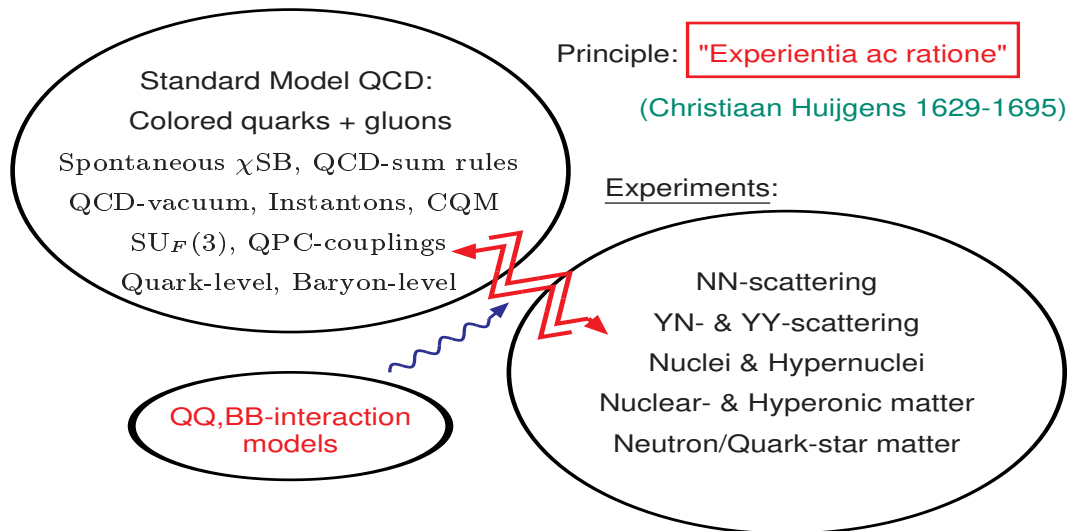 Standard Model QCD:
Colored quarks + gluons
Spontaneous χSB, QCD-sum rules
QCD-vacuum, Instantons, CQM
SU_F(3), QPC-couplings
Quark-level, Baryon-level
Principle: "Experientia ac ratione"
(Christiaan Huijgens 1629-1695)
Experiments:
NN-scattering
YN- & YY-scattering
Nuclei & Hypernuclei
Nuclear- & Hyperonic matter
Neutron/Quark-star matter
QQ,BB-interaction
models